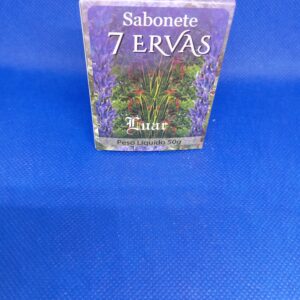 Sabonete
7 ERVAS
Luar
Peso Líquido 50g